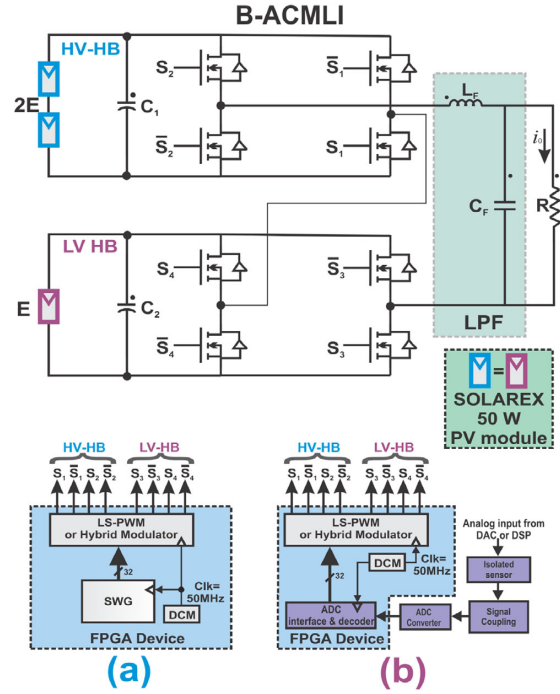 B-ACMLI
HV-HB
2E
C1
S2
S̅2
S̅1
S1
LF
CF
i0
R
LPF
LV HB
E
C2
S4
S̅4
S̅3
S3
SOLAREX
50 W
PV module
=
HV-HB
LV-HB
S1 S̅1 S2 S̅2
S3 S̅3 S4 S̅4
LS-PWM
or Hybrid Modulator
32
Clk=
50MHz
SWG
DCM
FPGA Device
(a)
HV-HB
LV-HB
S1 S̅1 S2 S̅2
S3 S̅3 S4 S̅4
LS-PWM
or Hybrid Modulator
32
DCM
Clk=
50MHz
ADC
interface & decoder
FPGA Device
Analog input from
DAC or DSP
Isolated
sensor
Signal
Coupling
ADC
Converter
(b)